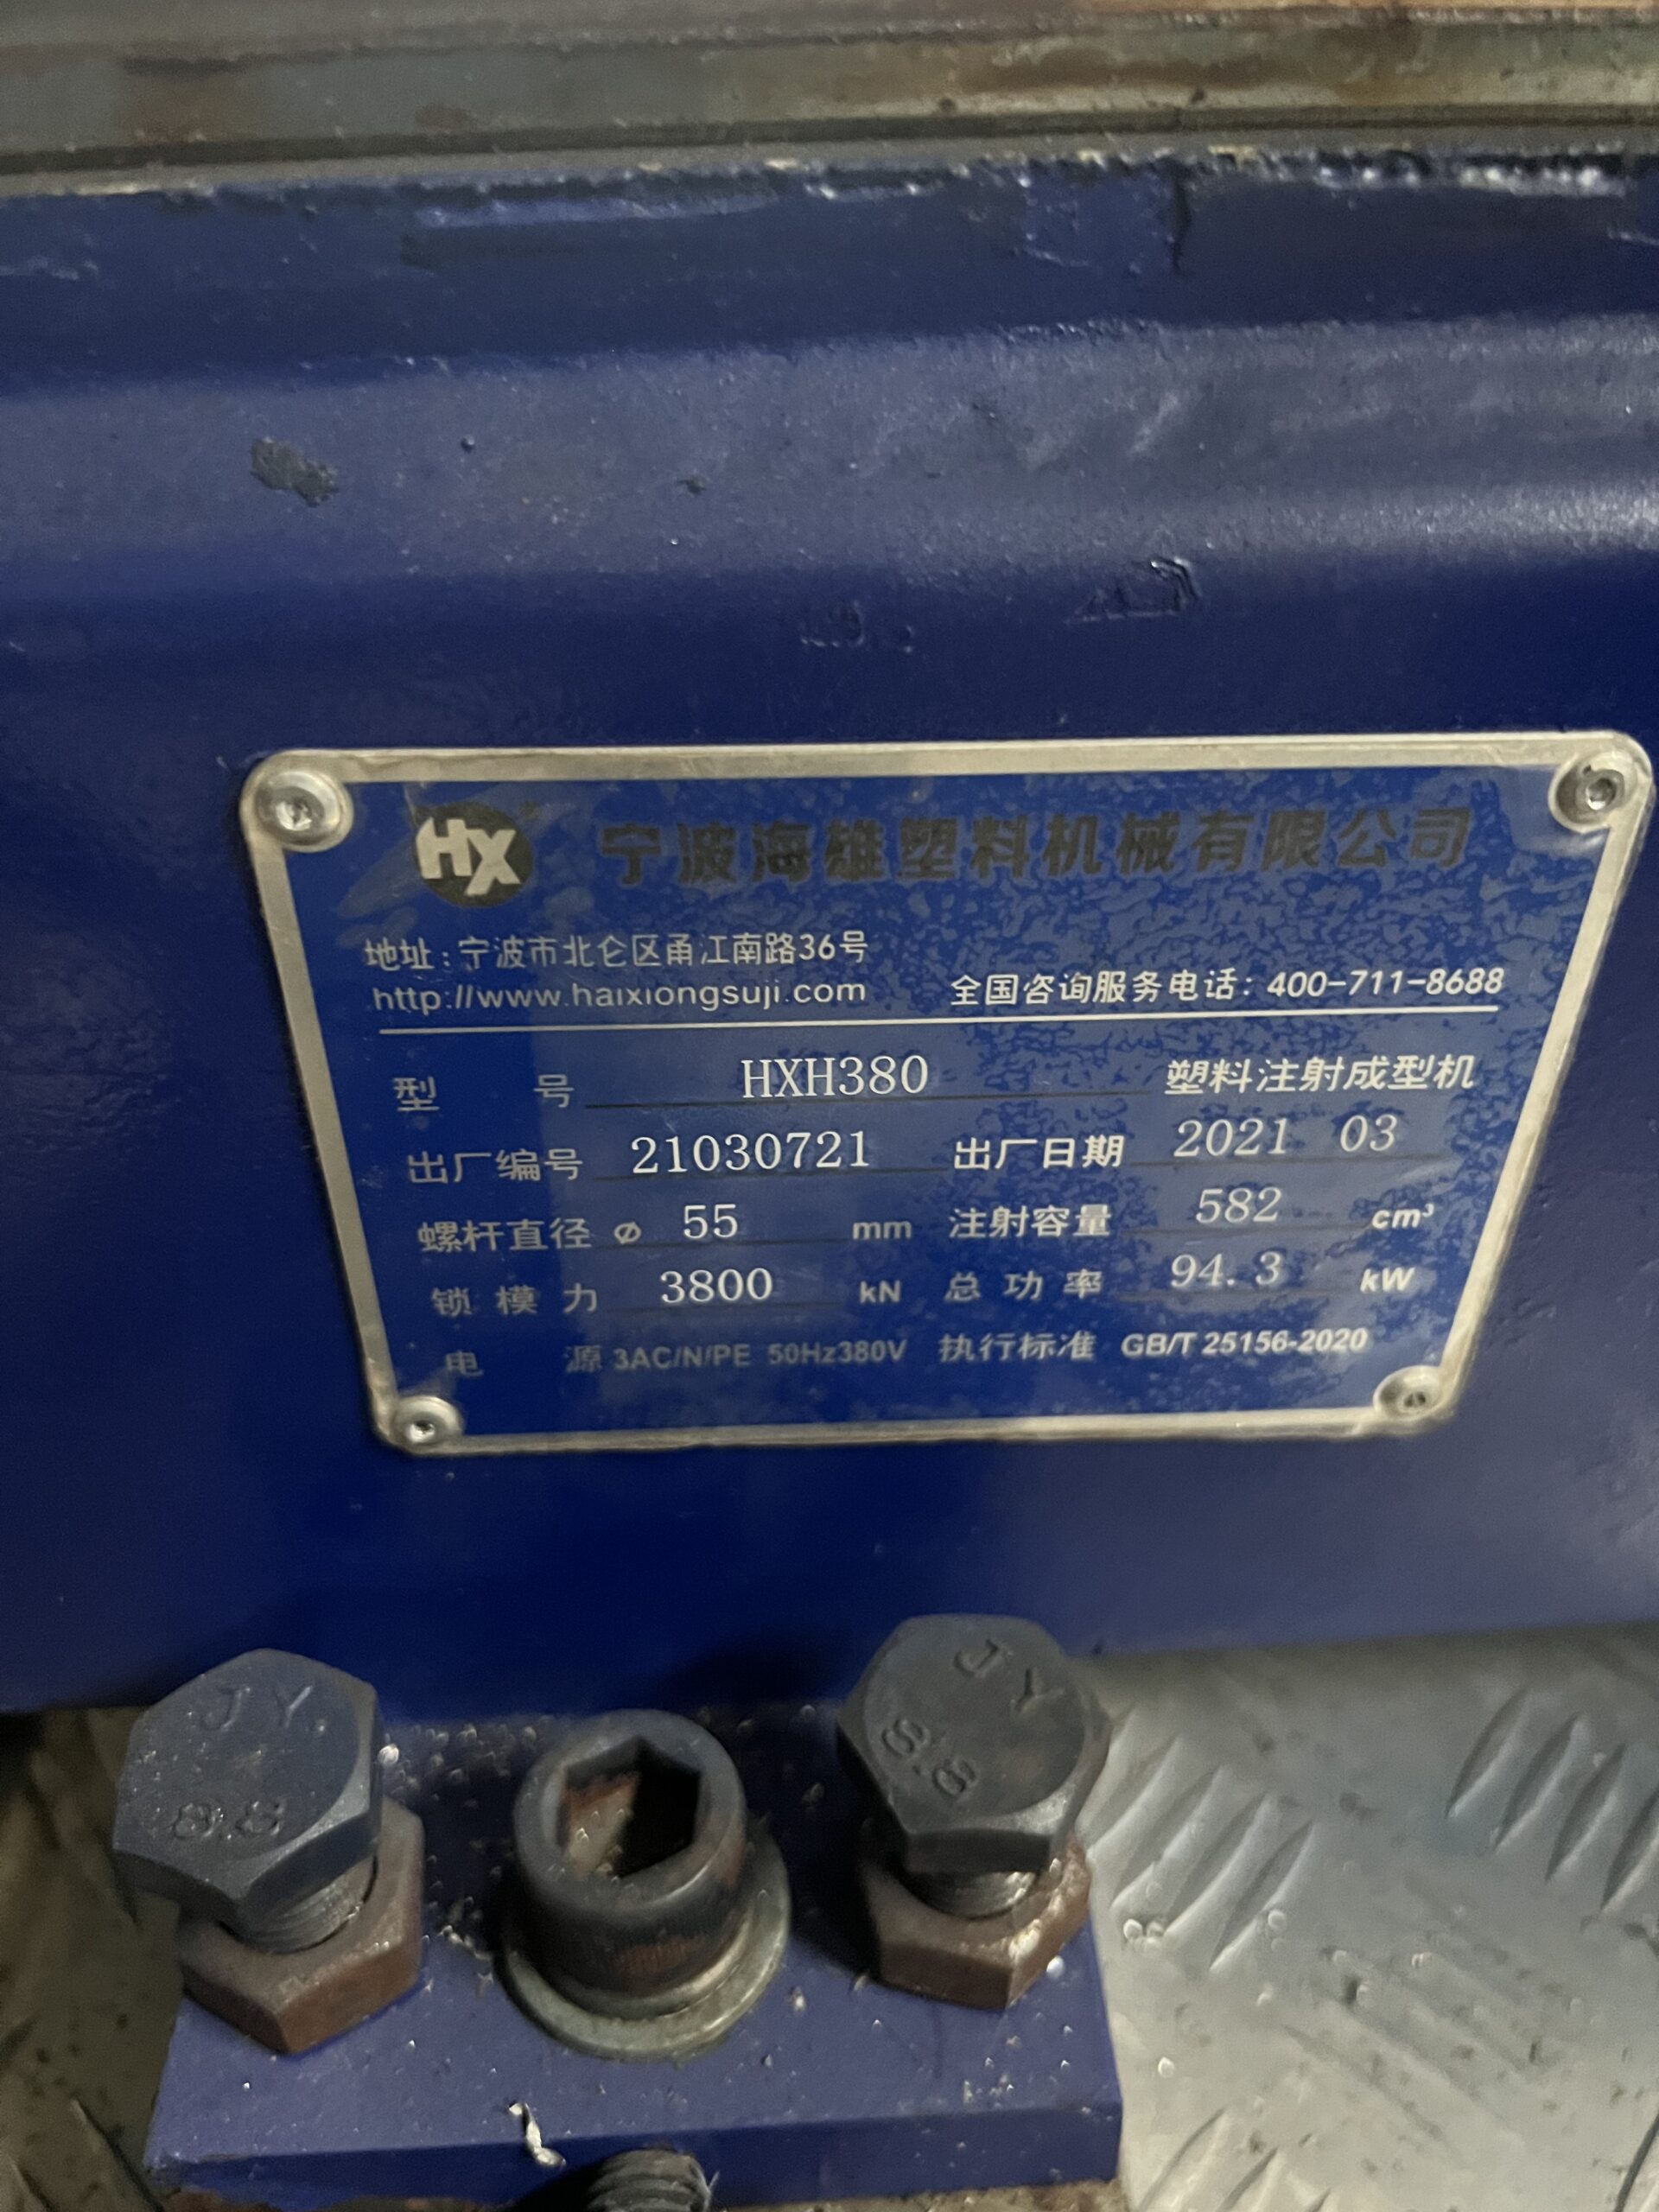 HX 宁波海雄塑料机械有限公司
地址:宁波市北仑区甬江南路36号
http://www.haixiongsuji.com 全国咨询服务电话:400-711-8688
型 号 HXH380 塑料注射成型机
出厂编号 21030721 出厂日期 2021 03
螺杆直径 ø 55 mm 注射容量 582 cm³
锁模力 3800 kN 总功率 94.3 kW
电 源 3AC/N/PE 50Hz380V 执行标准 GB/T 25156-2020
JY
8.8
JY
8.8